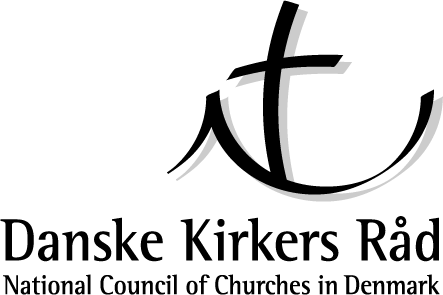 Danske Kirkers Råd
National Council of Churches in Denmark